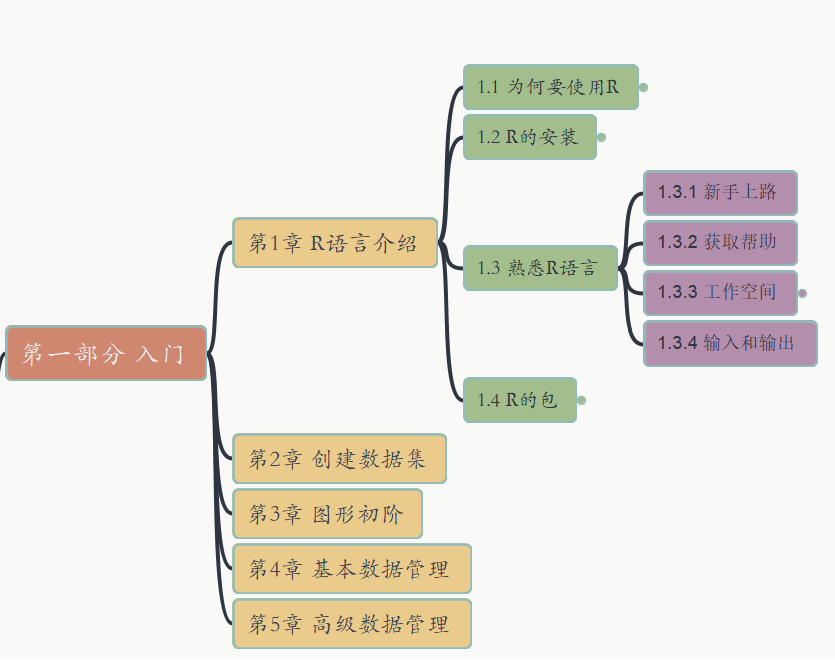 第一部分 入门
第1章 R语言介绍
1.1 为何要使用R
1.2 R的安装
1.3 熟悉R语言
1.3.1 新手上路
1.3.2 获取帮助
1.3.3 工作空间
1.3.4 输入和输出
1.4 R的包
第2章 创建数据集
第3章 图形初阶
第4章 基本数据管理
第5章 高级数据管理